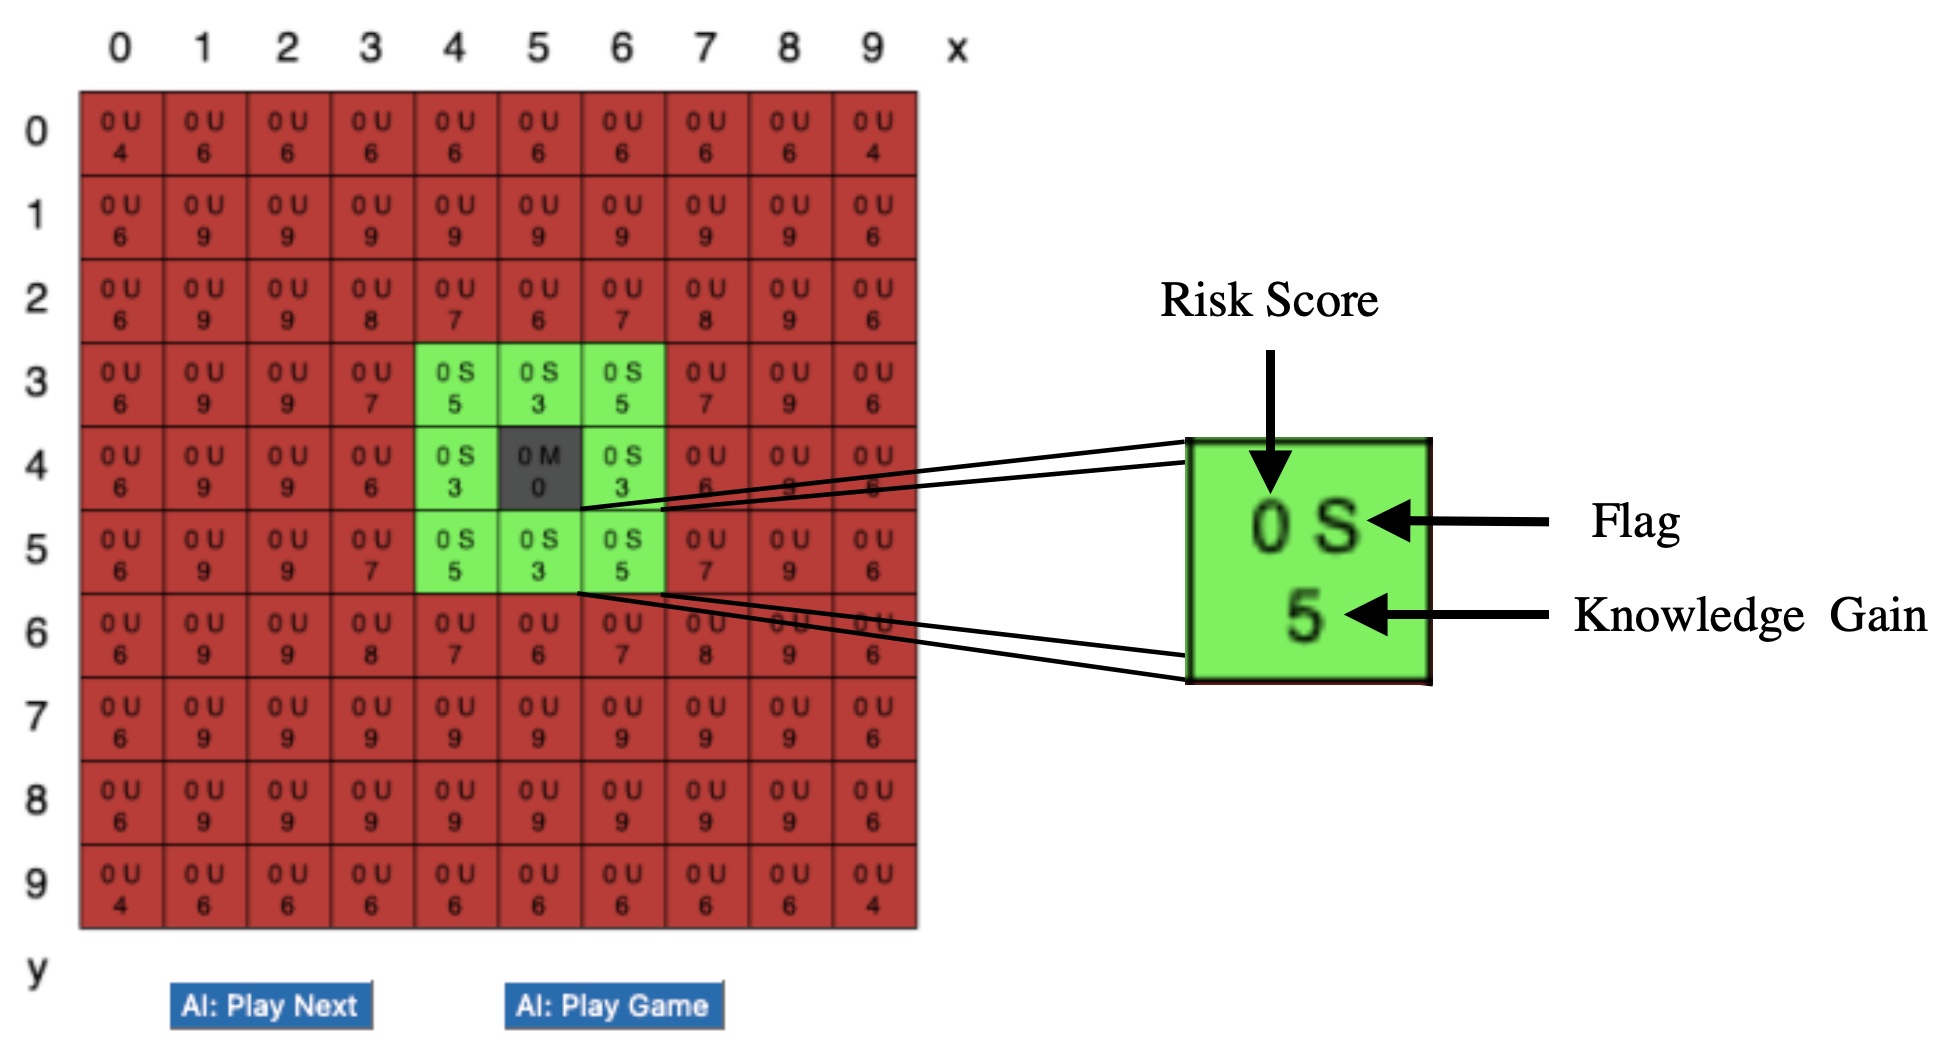 0 1 2 3 4 5 6 7 8 9 x
0 0 U 0 U 0 U 0 U 0 U 0 U 0 U 0 U 0 U 0 U
4 6 6 6 6 6 6 6 6 4
1 0 U 0 U 0 U 0 U 0 U 0 U 0 U 0 U 0 U 0 U
6 9 9 9 9 9 9 9 9 6
2 0 U 0 U 0 U 0 U 0 U 0 U 0 U 0 U 0 U 0 U
6 9 9 8 7 6 7 8 9 6
Risk Score
3 0 U 0 U 0 U 0 U 0 S 0 S 0 S 0 U 0 U 0 U
6 9 9 7 5 3 5 7 9 6
4 0 U 0 U 0 U 0 U 0 S 0 M 0 S 0 U 0 U 0 U
6 9 9 6 3 0 3 6 9 6
0 S Flag
5 0 U 0 U 0 U 0 U 0 S 0 S 0 S 0 U 0 U 0 U
6 9 9 7 5 3 5 7 9 6
5 Knowledge Gain
6 0 U 0 U 0 U 0 U 0 U 0 U 0 U 0 U 0 U 0 U
6 9 9 8 7 6 7 8 9 6
7 0 U 0 U 0 U 0 U 0 U 0 U 0 U 0 U 0 U 0 U
6 9 9 9 9 9 9 9 9 6
8 0 U 0 U 0 U 0 U 0 U 0 U 0 U 0 U 0 U 0 U
6 9 9 9 9 9 9 9 9 6
9 0 U 0 U 0 U 0 U 0 U 0 U 0 U 0 U 0 U 0 U
4 6 6 6 6 6 6 6 6 4
y
AI: Play Next AI: Play Game